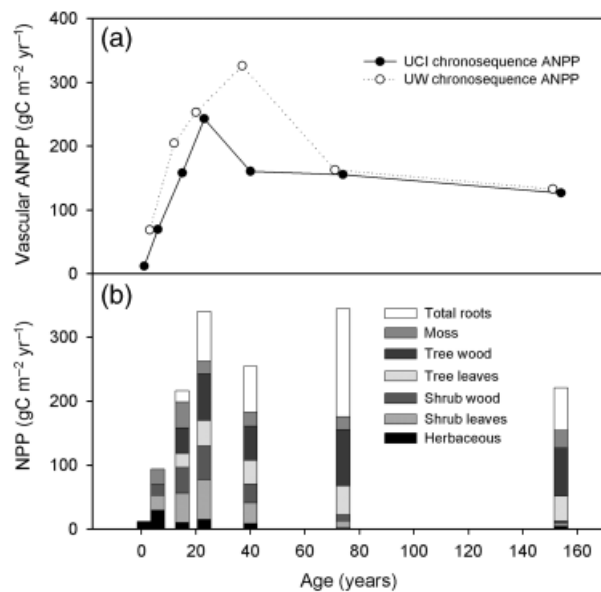 (a)
UCI chronosequence ANPP
UW chronosequence ANPP
Vascular ANPP (gC m⁻² yr⁻¹)
400
300
200
100
0
(b)
Total roots
Moss
Tree wood
Tree leaves
Shrub wood
Shrub leaves
Herbaceous
NPP (gC m⁻² yr⁻¹)
300
200
100
0
0 20 40 60 80 100 120 140 160
Age (years)